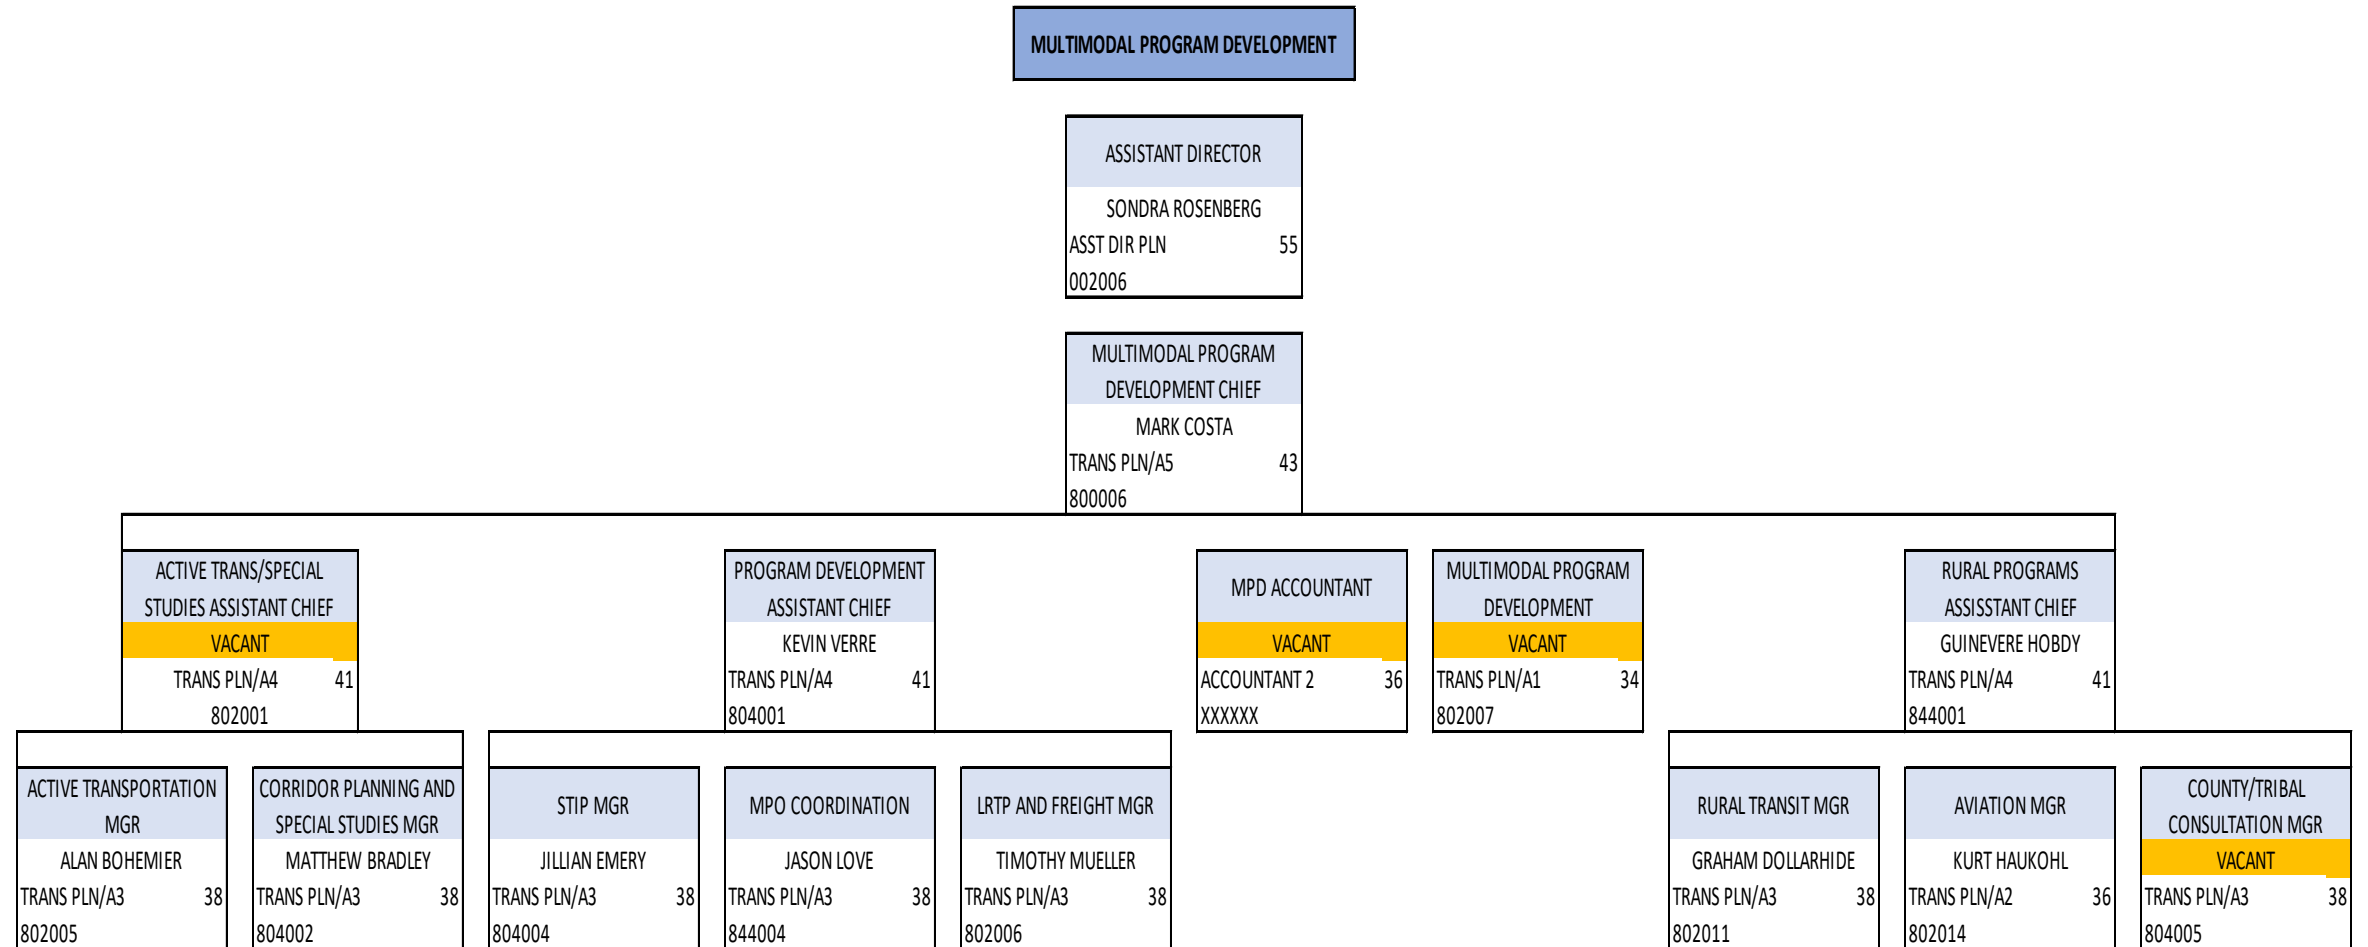 MULTIMODAL PROGRAM DEVELOPMENT
ASSISTANT DIRECTOR
SONDRA ROSENBERG
ASST DIR PLN 55
002006
MULTIMODAL PROGRAM
DEVELOPMENT CHIEF
MARK COSTA
TRANS PLN/A5 43
800006
ACTIVE TRANS/SPECIAL
STUDIES ASSISTANT CHIEF
VACANT
TRANS PLN/A4 41
802001
PROGRAM DEVELOPMENT
ASSISTANT CHIEF
KEVIN VERRE
TRANS PLN/A4 41
804001
MPD ACCOUNTANT
VACANT
ACCOUNTANT 2 36
XXXXXX
MULTIMODAL PROGRAM
DEVELOPMENT
VACANT
TRANS PLN/A1 34
802007
RURAL PROGRAMS
ASSISSTANT CHIEF
GUINEVERE HOBDY
TRANS PLN/A4 41
844001
ACTIVE TRANSPORTATION
MGR
ALAN BOHEMIER
TRANS PLN/A3 38
802005
CORRIDOR PLANNING AND
SPECIAL STUDIES MGR
MATTHEW BRADLEY
TRANS PLN/A3 38
804002
STIP MGR
JILLIAN EMERY
TRANS PLN/A3 38
804004
MPO COORDINATION
JASON LOVE
TRANS PLN/A3 38
844004
LRTP AND FREIGHT MGR
TIMOTHY MUELLER
TRANS PLN/A3 38
802006
RURAL TRANSIT MGR
GRAHAM DOLLARHIDE
TRANS PLN/A3 38
802011
AVIATION MGR
KURT HAUKOHL
TRANS PLN/A2 36
802014
COUNTY/TRIBAL
CONSULTATION MGR
VACANT
TRANS PLN/A3 38
804005